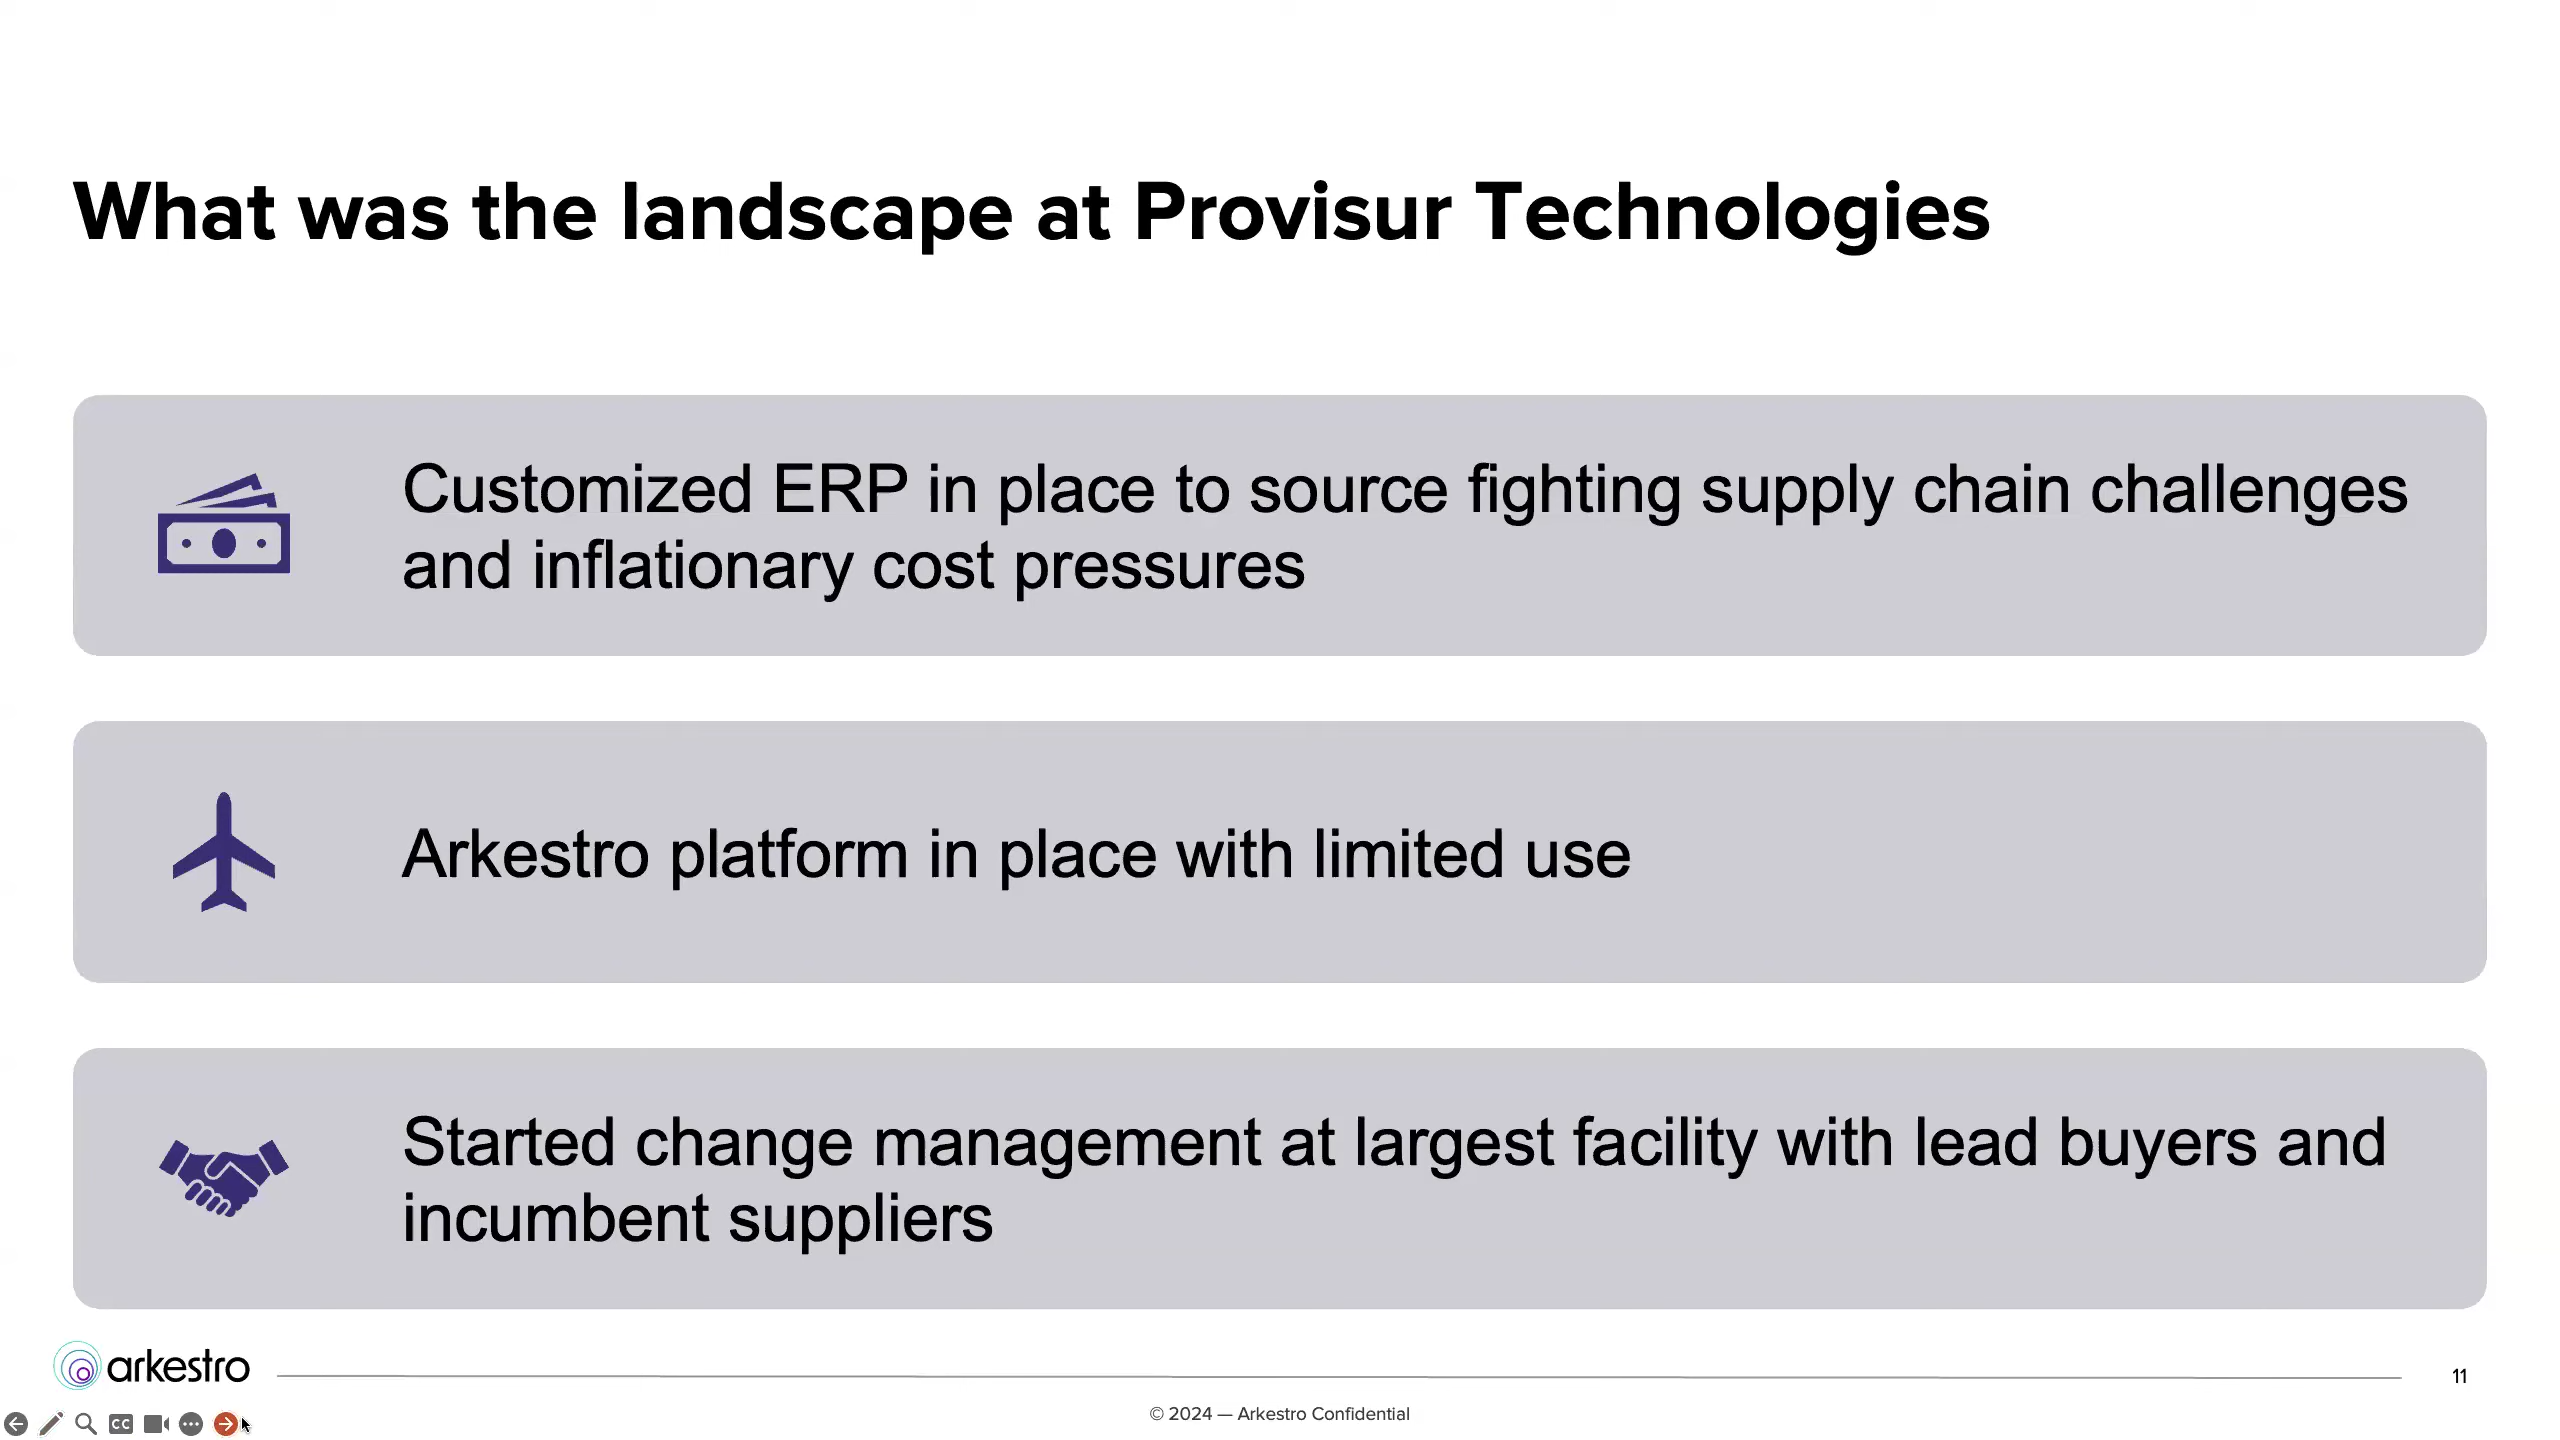 What was the landscape at Provisur Technologies
Customized ERP in place to source fighting supply chain challenges
and inflationary cost pressures
Arkestro platform in place with limited use
Started change management at largest facility with lead buyers and
incumbent suppliers
arkestro
11
© 2024 — Arkestro Confidential
CC